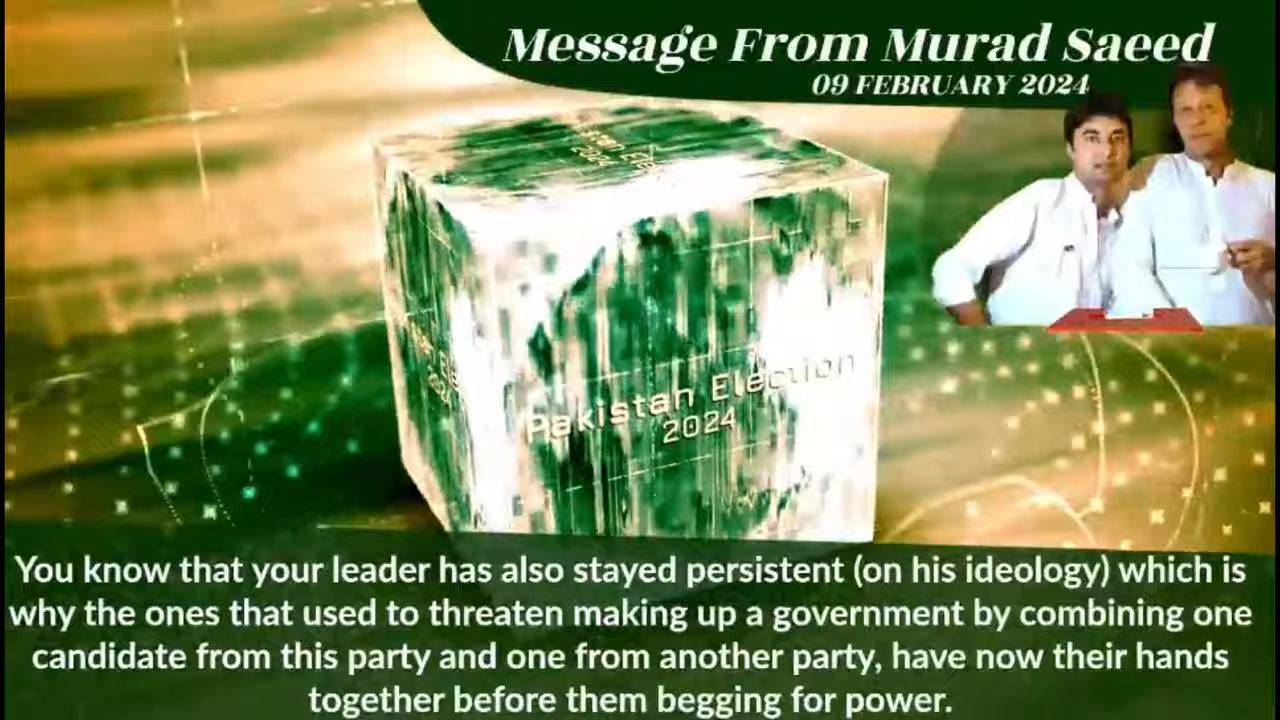 Message From Murad Saeed
09 FEBRUARY 2024
Pakistan Election
2024
You know that your leader has also stayed persistent (on his ideology) which is
why the ones that used to threaten making up a government by combining one
candidate from this party and one from another party, have now their hands
together before them begging for power.